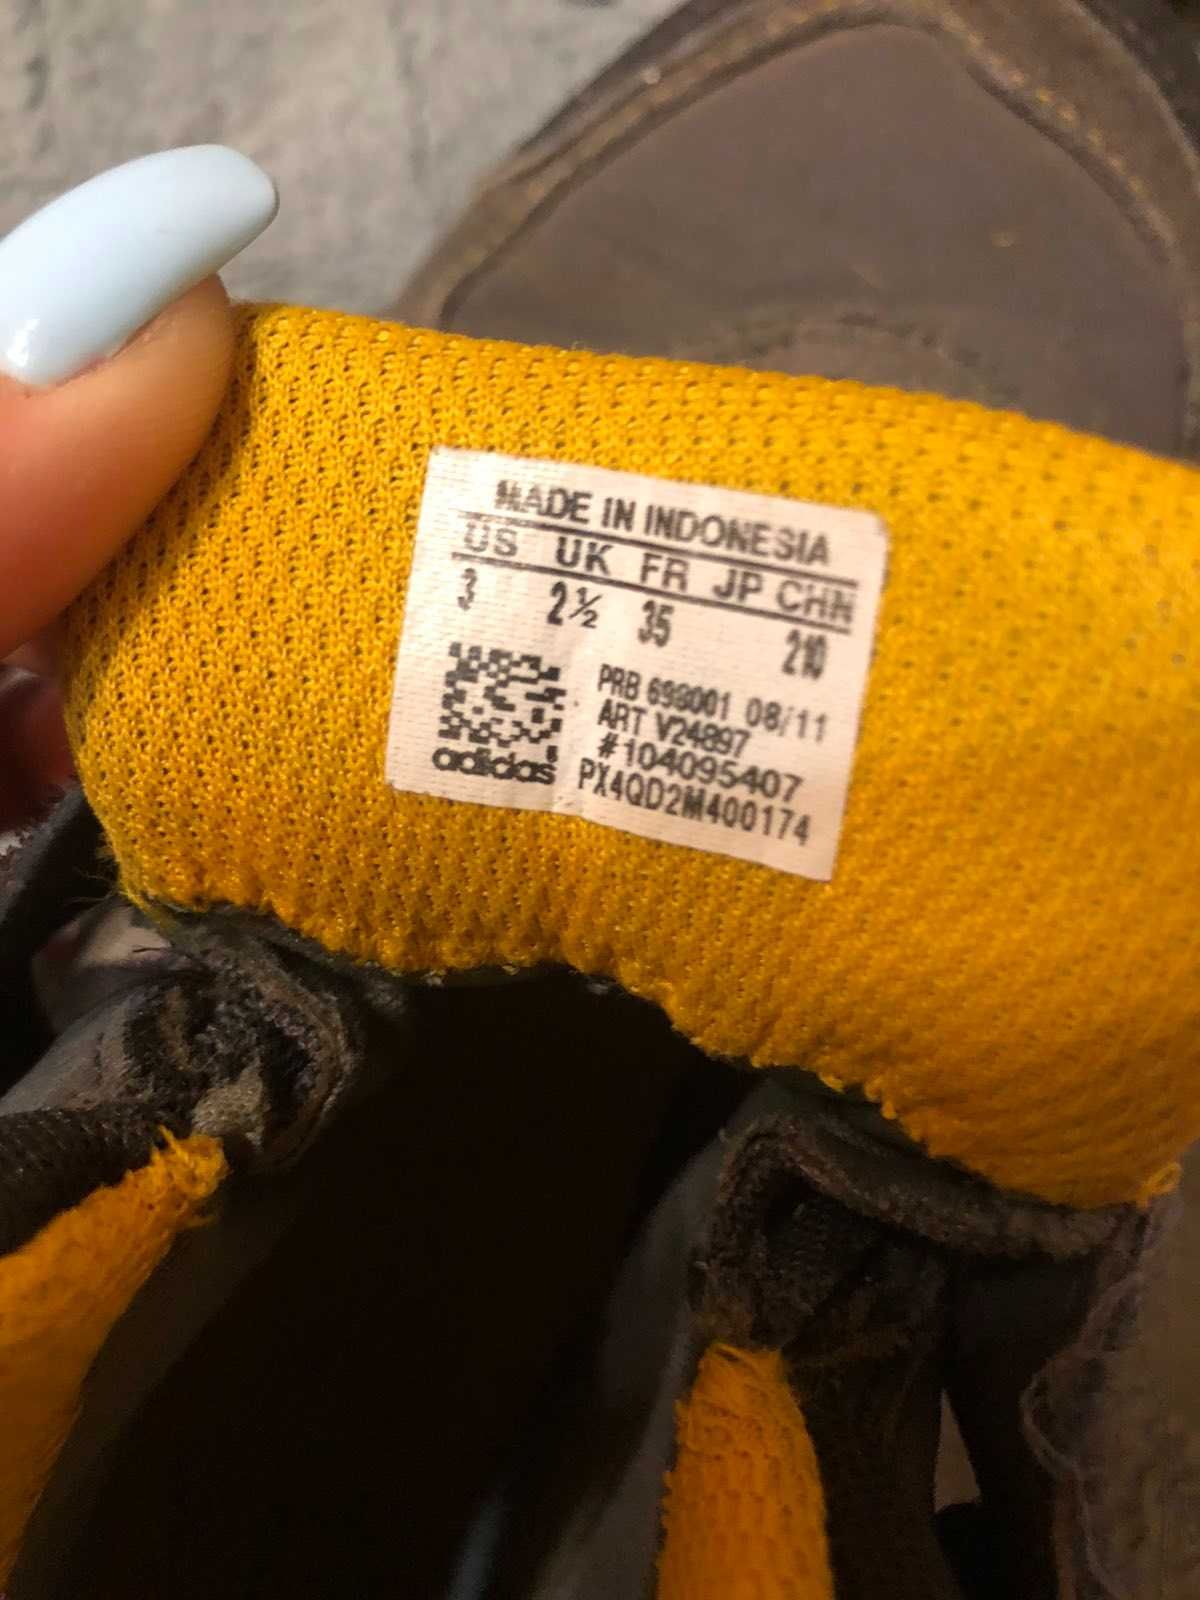 MADE IN INDONESIA
US UK FR JP CHN
3 2½ 35 210
PRB 699001 08/11
ART V24897
#104095407
adidas PX4QD2M400174